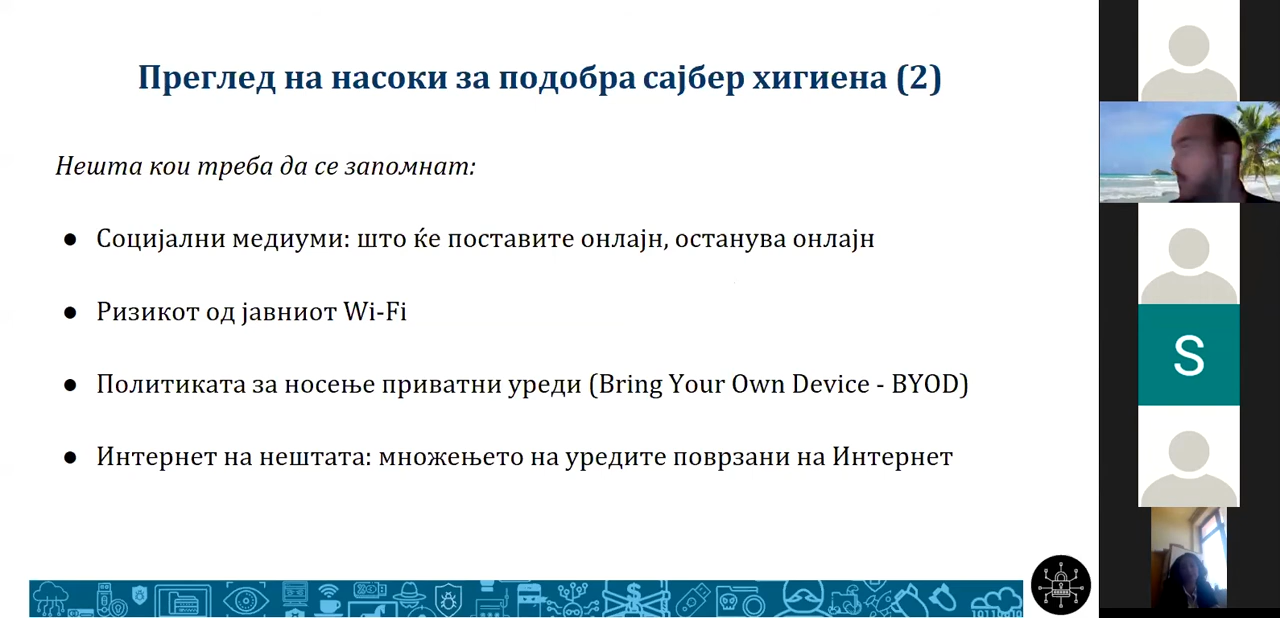 Преглед на насоки за подобра сајбер хигиена (2)
Нешта кои треба да се запомнат:
● Социјални медиуми: што ќе поставите онлајн, останува онлајн
● Ризикот од јавниот Wi-Fi
● Политиката за носење приватни уреди (Bring Your Own Device - BYOD)
● Интернет на нештата: множењето на уредите поврзани на Интернет
S